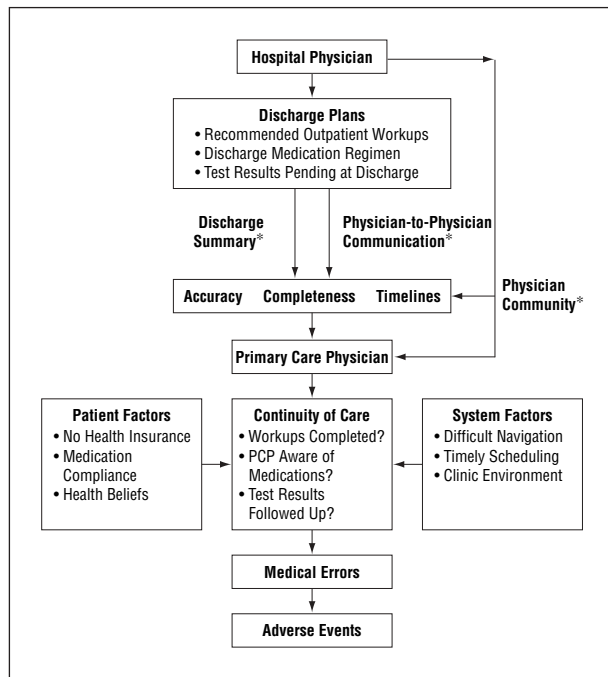 Hospital Physician
Discharge Plans
• Recommended Outpatient Workups
• Discharge Medication Regimen
• Test Results Pending at Discharge
Discharge
Summary*
Physician-to-Physician
Communication*
Physician
Community*
Accuracy Completeness Timelines
Primary Care Physician
Patient Factors
• No Health Insurance
• Medication
Compliance
• Health Beliefs
Continuity of Care
• Workups Completed?
• PCP Aware of
Medications?
• Test Results
Followed Up?
System Factors
• Difficult Navigation
• Timely Scheduling
• Clinic Environment
Medical Errors
Adverse Events